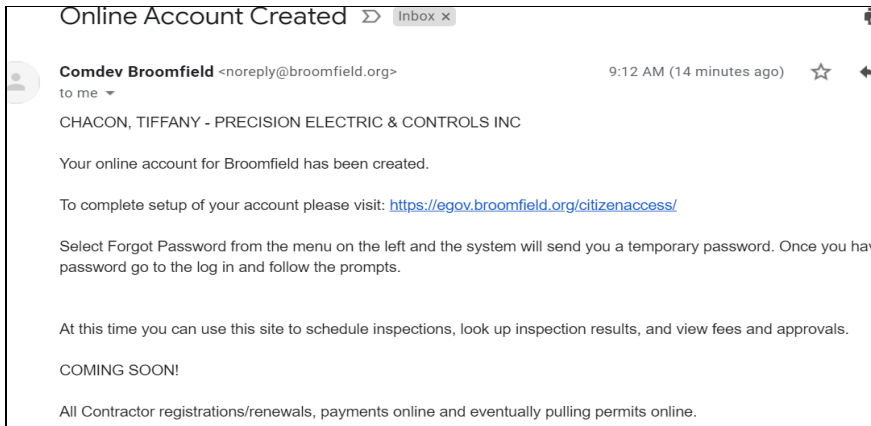 Online Account Created Inbox x
Comdev Broomfield <noreply@broomfield.org> 9:12 AM (14 minutes ago)
to me
CHACON, TIFFANY - PRECISION ELECTRIC & CONTROLS INC
Your online account for Broomfield has been created.
To complete setup of your account please visit: https://egov.broomfield.org/citizenaccess/
Select Forgot Password from the menu on the left and the system will send you a temporary password. Once you
password go to the log in and follow the prompts.
At this time you can use this site to schedule inspections, look up inspection results, and view fees and approvals.
COMING SOON!
All Contractor registrations/renewals, payments online and eventually pulling permits online.